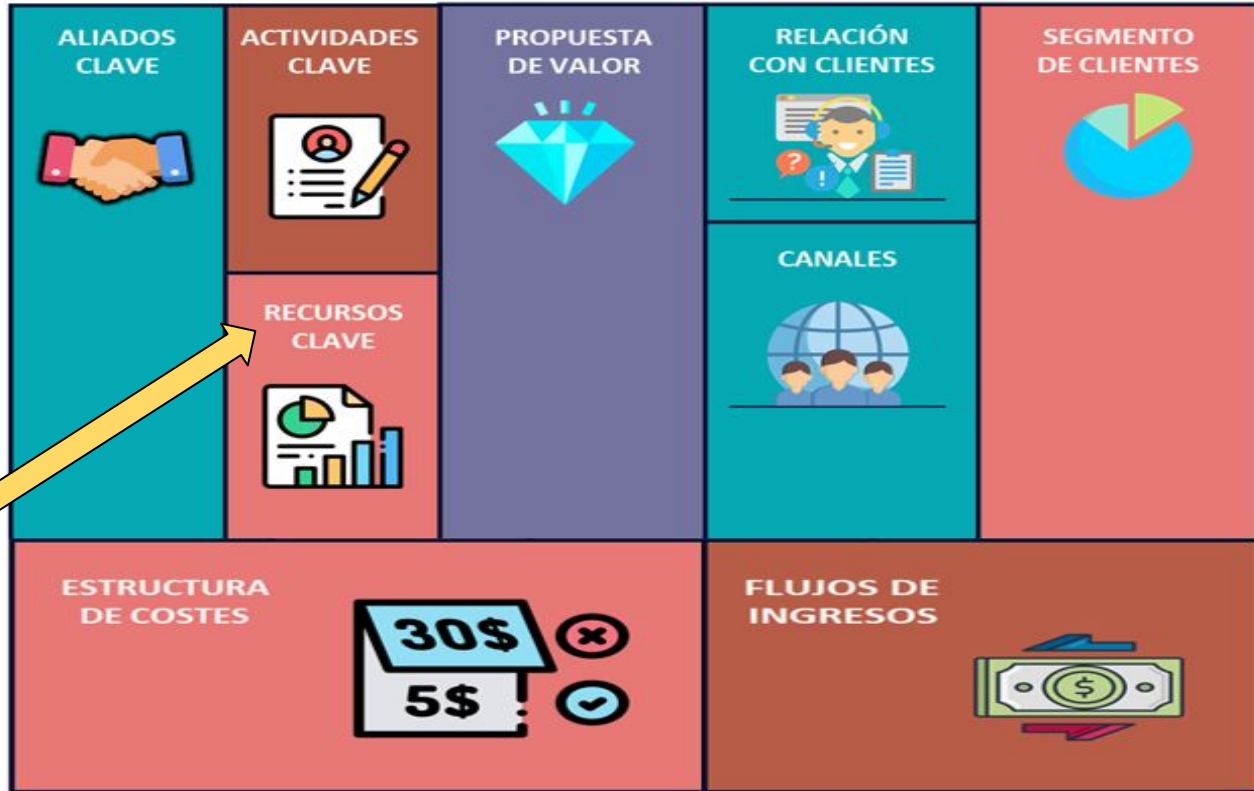 ALIADOS
CLAVE
ACTIVIDADES
CLAVE
PROPUESTA
DE VALOR
RELACIÓN
CON CLIENTES
SEGMENTO
DE CLIENTES
?
!
CANALES
RECURSOS
CLAVE
ESTRUCTURA
DE COSTES
30$
5$
FLUJOS DE
INGRESOS
$